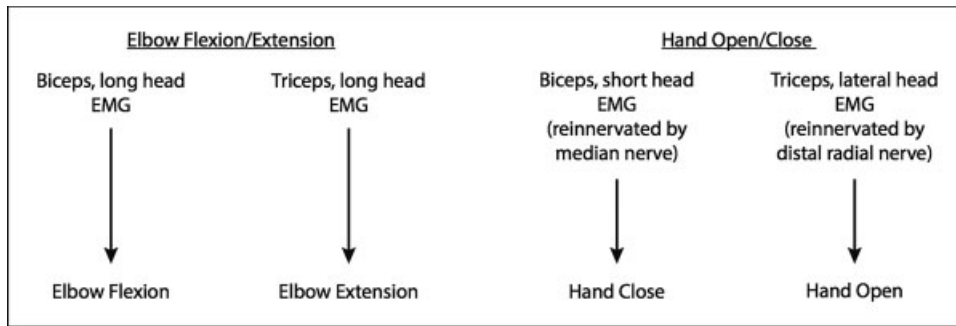 Elbow Flexion/Extension
Hand Open/Close
Biceps, long head
EMG
Triceps, long head
EMG
Biceps, short head
EMG
(reinnervated by
median nerve)
Triceps, lateral head
EMG
(reinnervated by
distal radial nerve)
Elbow Flexion
Elbow Extension
Hand Close
Hand Open